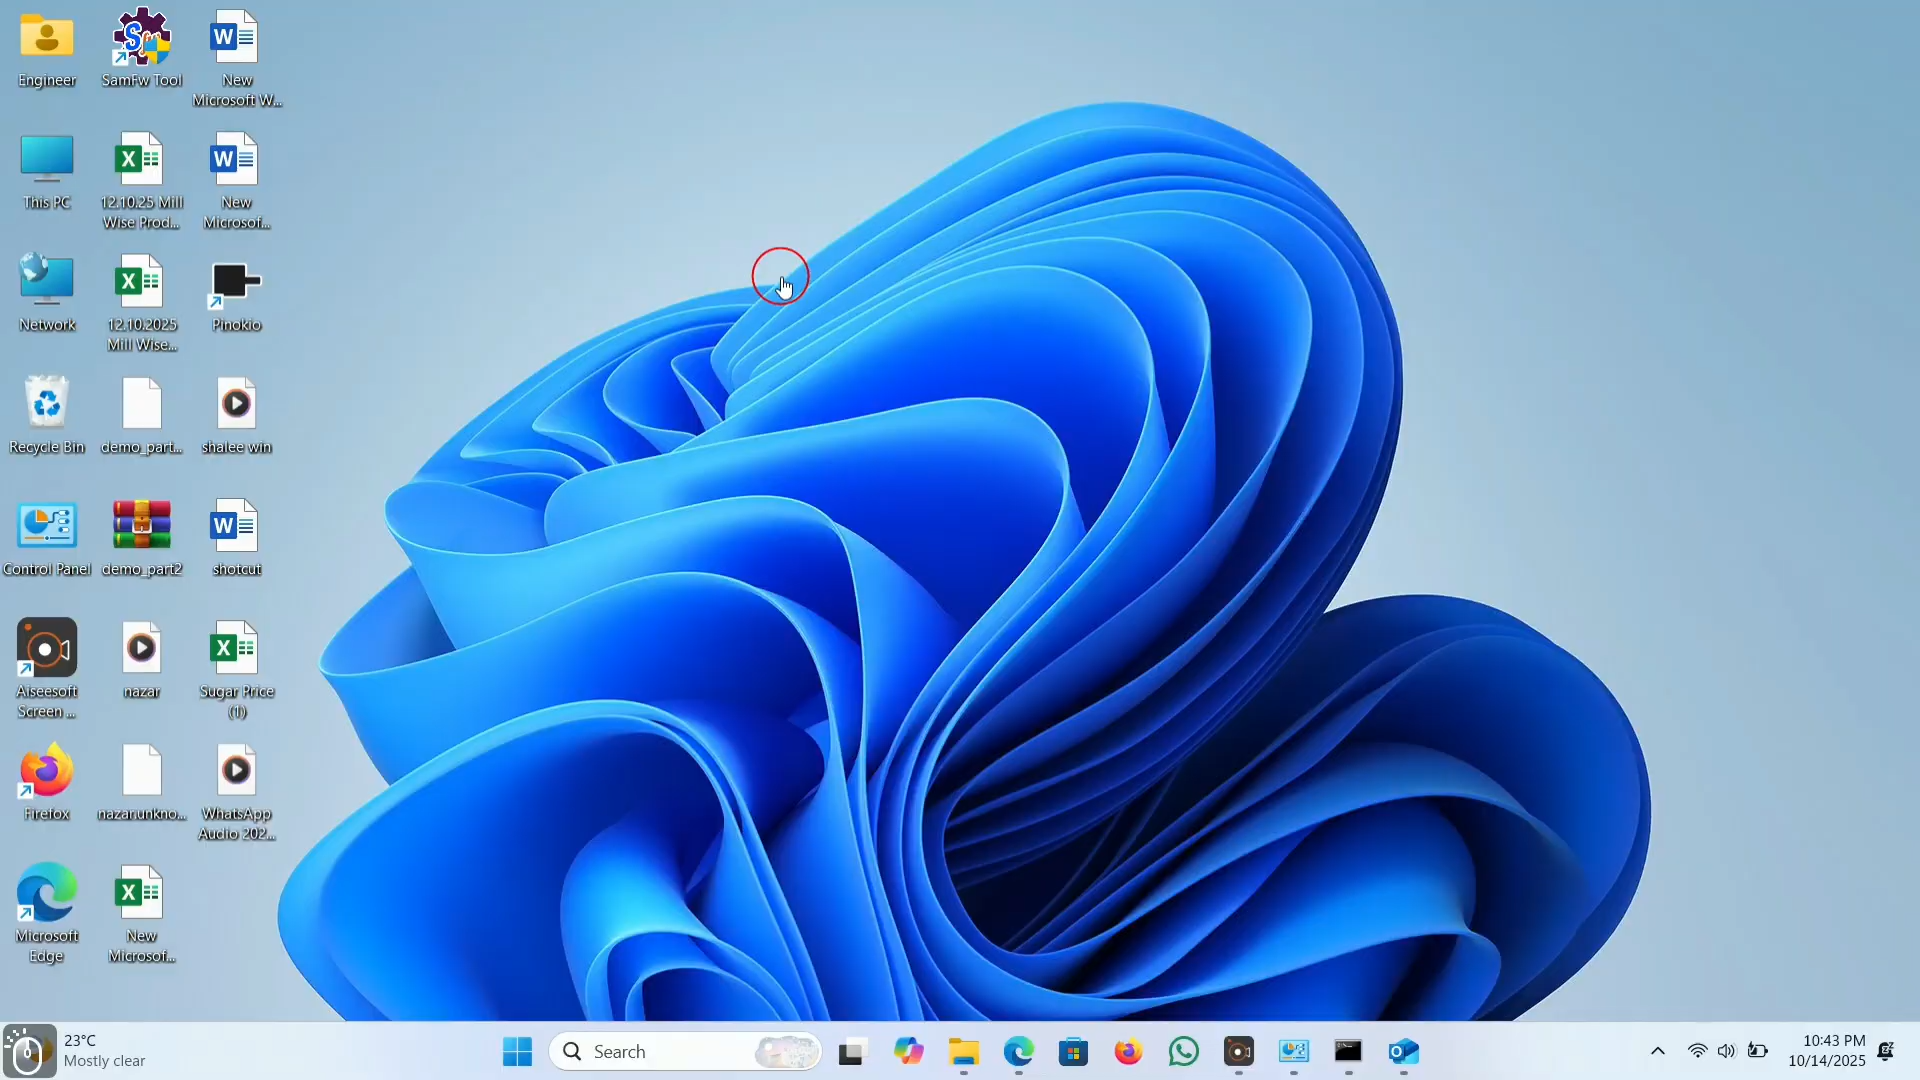 Engineer
SamFw Tool
New
Microsoft W...
This PC
12.10.25 Mill
Wise Prod...
New
Microsof...
Network
12.10.2025
Mill Wise...
Pinokio
Recycle Bin
demo_part...
shalee win
Control Panel
demo_part2
shotcut
Aiseesoft
Screen ...
nazar
Sugar Price
(1)
Firefox
nazar.unkno...
WhatsApp
Audio 202...
Microsoft
Edge
New
Microsof...
23°C
Mostly clear
Search
10:43 PM
10/14/2025